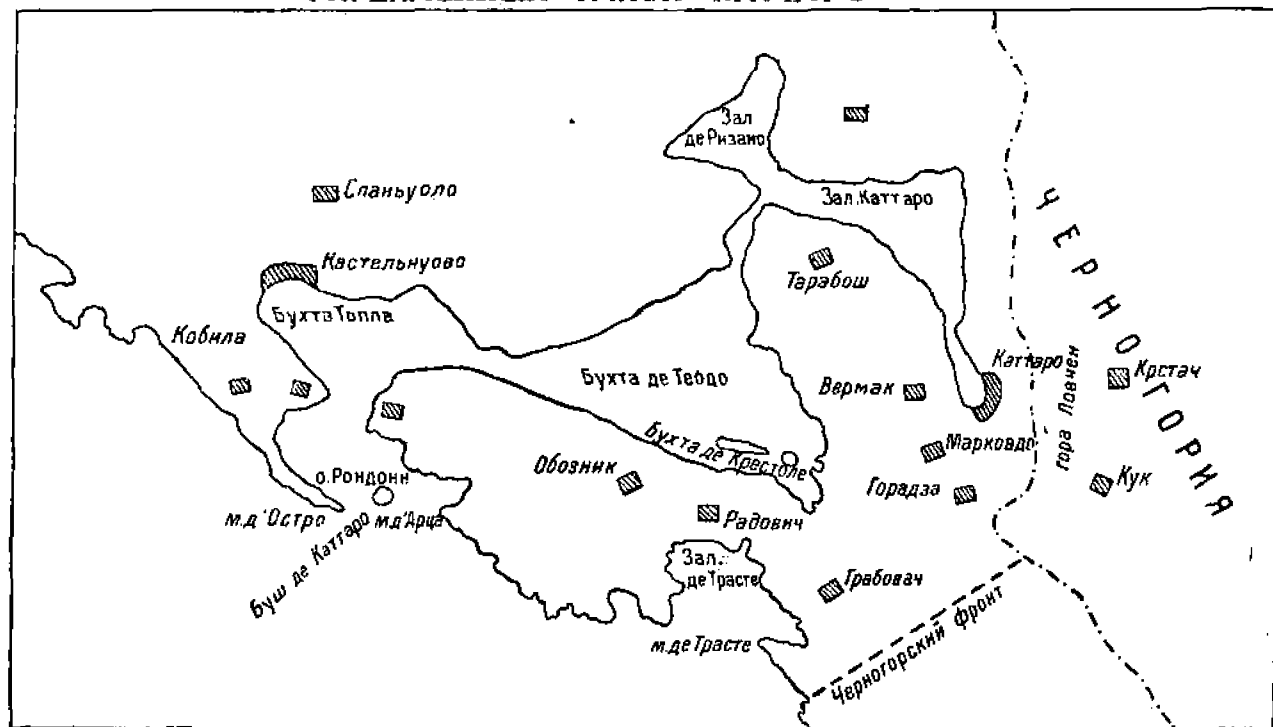 Зал
де Ризано
Спаньуоло
Зал. Каттаро
Кастельнуово
Тарабош
Бухта Топла
Кобила
Бухта де Теодо
Вермак
Каттаро
Крстач
ЧЕРНОГОРИЯ
гора Ловчен
Бухта де Крестоле
Марковдо
Обозник
о. Рондони
Горадза
Кук
м.д'Остро
м.д'Арца
Радович
Буш де Каттаро
Зал.
де Трасте
Грабовач
м.де Трасте
Черногорский фронт